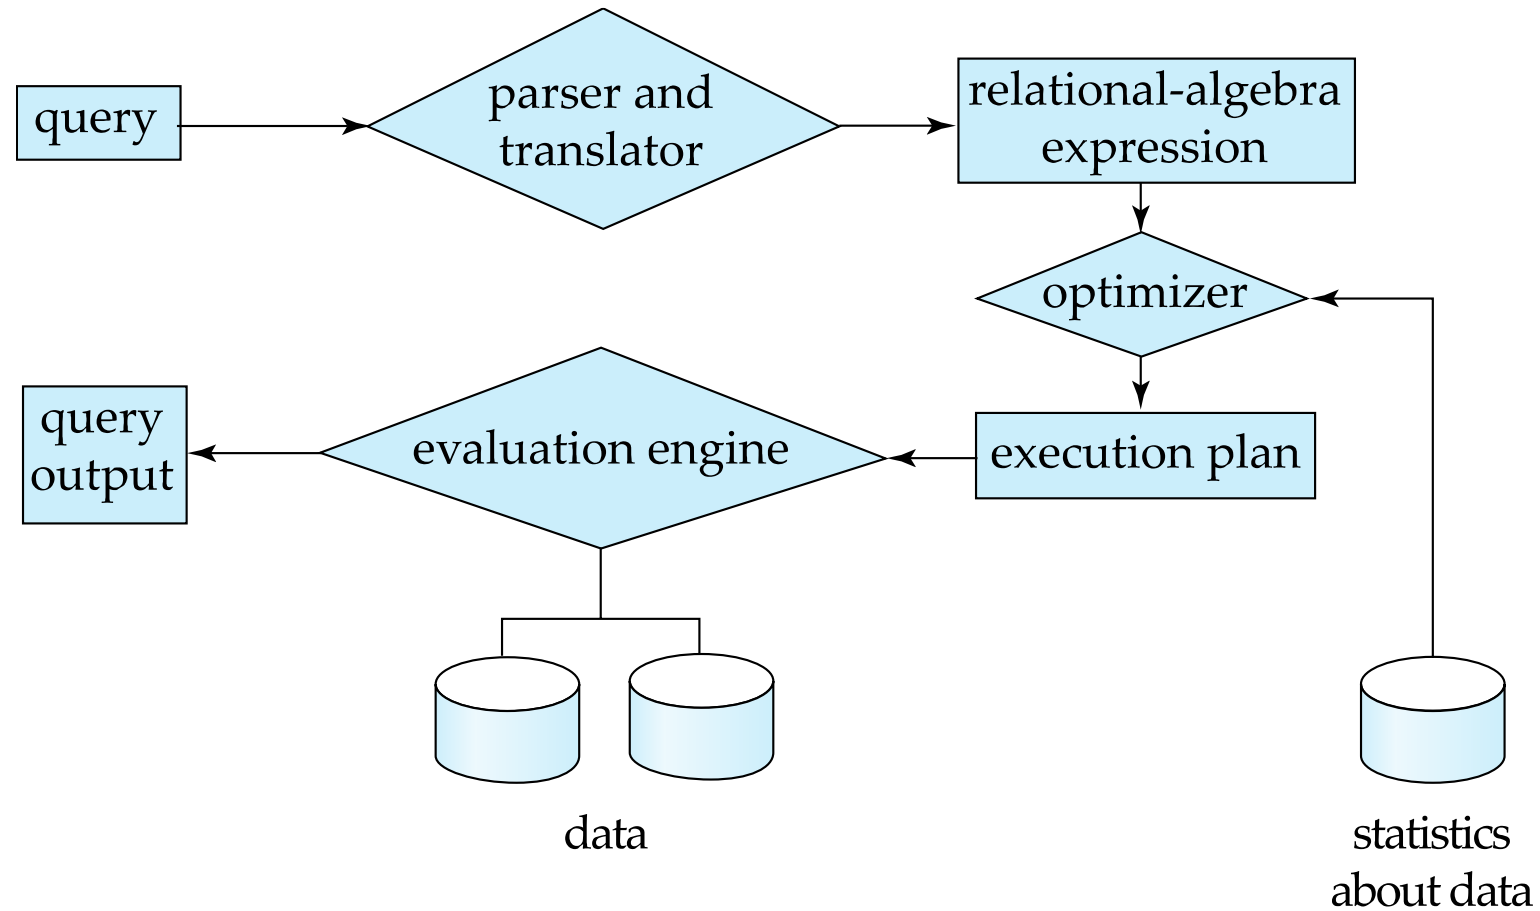 query
parser and
translator
relational-algebra
expression
optimizer
query
output
evaluation engine
execution plan
data
statistics
about data